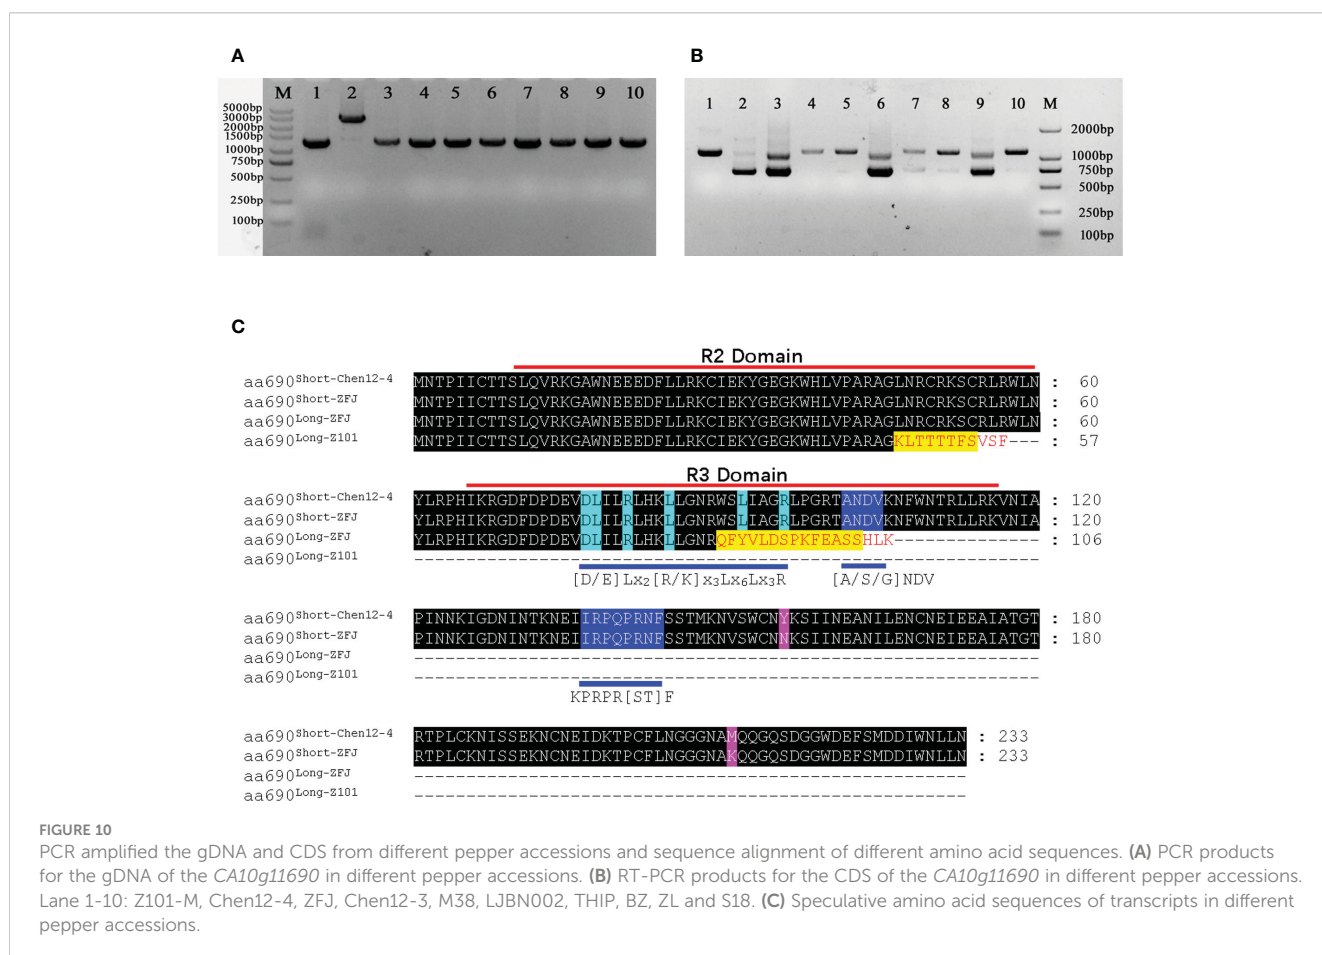 A
B
M 1 2 3 4 5 6 7 8 9 10
5000bp
3000bp
2000bp
1500bp
1000bp
750bp
500bp
250bp
100bp
1 2 3 4 5 6 7 8 9 10 M
2000bp
1000bp
750bp
500bp
250bp
100bp
C
R2 Domain
aa690Short-Chen12-4 MNTPIICTTSLQVRKGAWNEEEDFLLRKCIEKYGEGKWHLVPARAGLNRCRKSCRLRWLN : 60
aa690Short-ZFJ MNTPIICTTSLQVRKGAWNEEEDFLLRKCIEKYGEGKWHLVPARAGLNRCRKSCRLRWLN : 60
aa690Long-ZFJ MNTPIICTTSLQVRKGAWNEEEDFLLRKCIEKYGEGKWHLVPARAGLNRCRKSCRLRWLN : 60
aa690Long-Z101 MNTPIICTTSLQVRKGAWNEEEDFLLRKCIEKYGEGKWHLVPARAGKLTTTTFSVSF--- : 57
R3 Domain
aa690Short-Chen12-4 YLRPHIKRGDFDPDEVDLILRLHKLLGNRWSLIAGRLPGRTANDVKNFWNTRLLRKVNIA : 120
aa690Short-ZFJ YLRPHIKRGDFDPDEVDLILRLHKLLGNRWSLIAGRLPGRTANDVKNFWNTRLLRKVNIA : 120
aa690Long-ZFJ YLRPHIKRGDFDPDEVDLILRLHKLLGNRQFYVLDSPKFEASSHLK-------------- : 106
aa690Long-Z101 ------------------------------------------------------------ :
[D/E]Lx2[R/K]x3Lx6Lx3R [A/S/G]NDV
aa690Short-Chen12-4 PINNKIGDNINTKNEIIRPQPRNFSSTMKNVSWCNYKSIINEANILENCNEIEEAIATGT : 180
aa690Short-ZFJ PINNKIGDNINTKNEIIRPQPRNFSSTMKNVSWCNNKSIINEANILENCNEIEEAIATGT : 180
aa690Long-ZFJ ------------------------------------------------------------
aa690Long-Z101 ------------------------------------------------------------
KPRPR[ST]F
aa690Short-Chen12-4 RTPLCKNISSEKNCNEIDKTPCFLNGGGNAMQQGQSDGGWDEFSMDDIWNLLN : 233
aa690Short-ZFJ RTPLCKNISSEKNCNEIDKTPCFLNGGGNAKQQGQSDGGWDEFSMDDIWNLLN : 233
aa690Long-ZFJ -----------------------------------------------------
aa690Long-Z101 -----------------------------------------------------
FIGURE 10
PCR amplified the gDNA and CDS from different pepper accessions and sequence alignment of different amino acid sequences. (A) PCR products
for the gDNA of the CA10g11690 in different pepper accessions. (B) RT-PCR products for the CDS of the CA10g11690 in different pepper accessions.
Lane 1-10: Z101-M, Chen12-4, ZFJ, Chen12-3, M38, LJBN002, THIP, BZ, ZL and S18. (C) Speculative amino acid sequences of transcripts in different
pepper accessions.